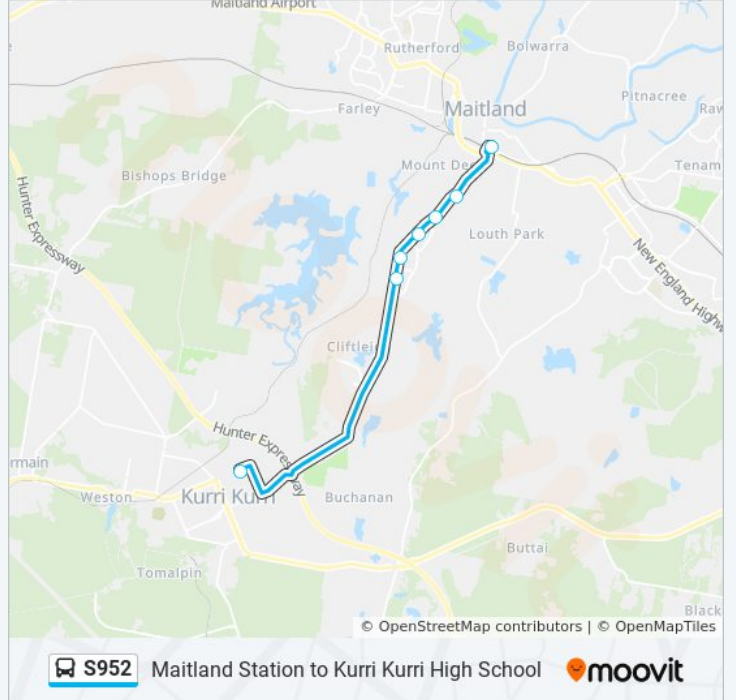 Maitland Airport
Rutherford
Bolwarra
Pitnacree
Farley
Maitland
Raw
Mount Dee
Tenam
Bishops Bridge
Hunter Expressway
Louth Park
New England Highw
Cliftlei
Hunter Expressway
rmain
Weston
Kurri Kurri
Buchanan
Buttai
Tomalpin
Black
© OpenStreetMap contributors | © OpenMapTiles
S952 Maitland Station to Kurri Kurri High School moovit